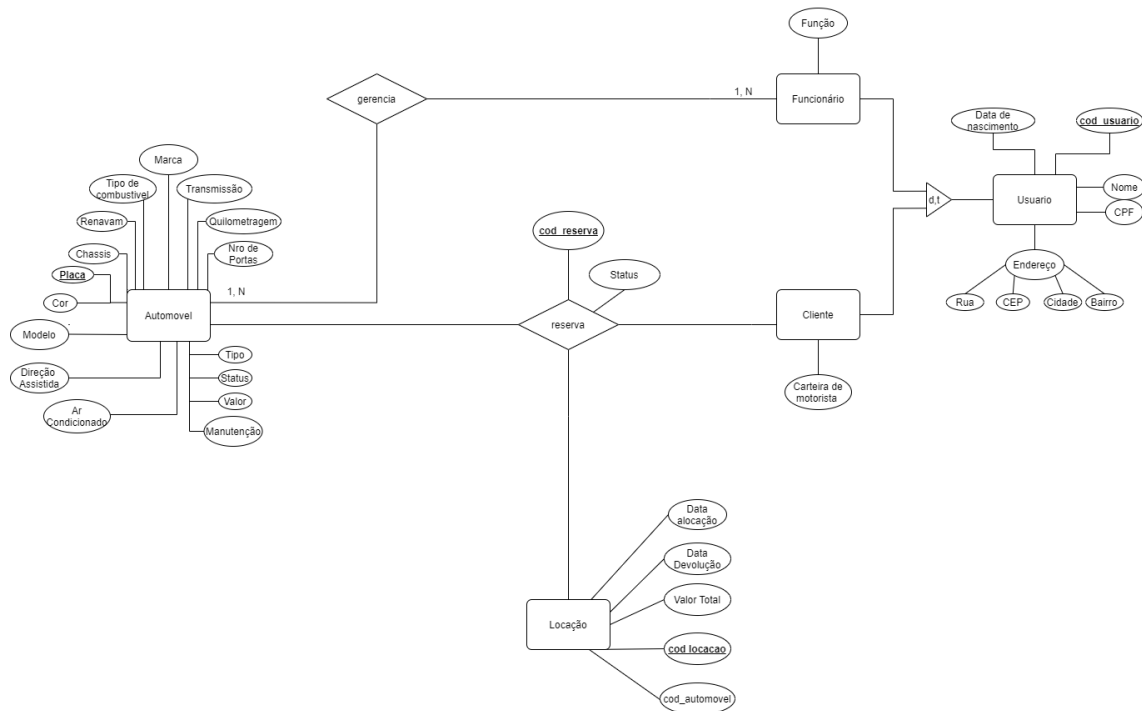 Função
gerencia
1, N
Funcionário
Data de
nascimento
cod_usuario
Marca
Tipo de
combustivel
Transmissão
Renavam
Quilometragem
Nome
d,t
Usuario
CPF
cod_reserva
Chassis
Nro de
Portas
Placa
Status
Endereço
1, N
Cor
Automovel
Rua
CEP
Cidade
Bairro
reserva
Cliente
Modelo
Tipo
Direção
Assistida
Status
Carteira de
motorista
Valor
Ar
Condicionado
Manutenção
Data
alocação
Data
Devolução
Valor Total
Locação
cod locacao
cod_automovel